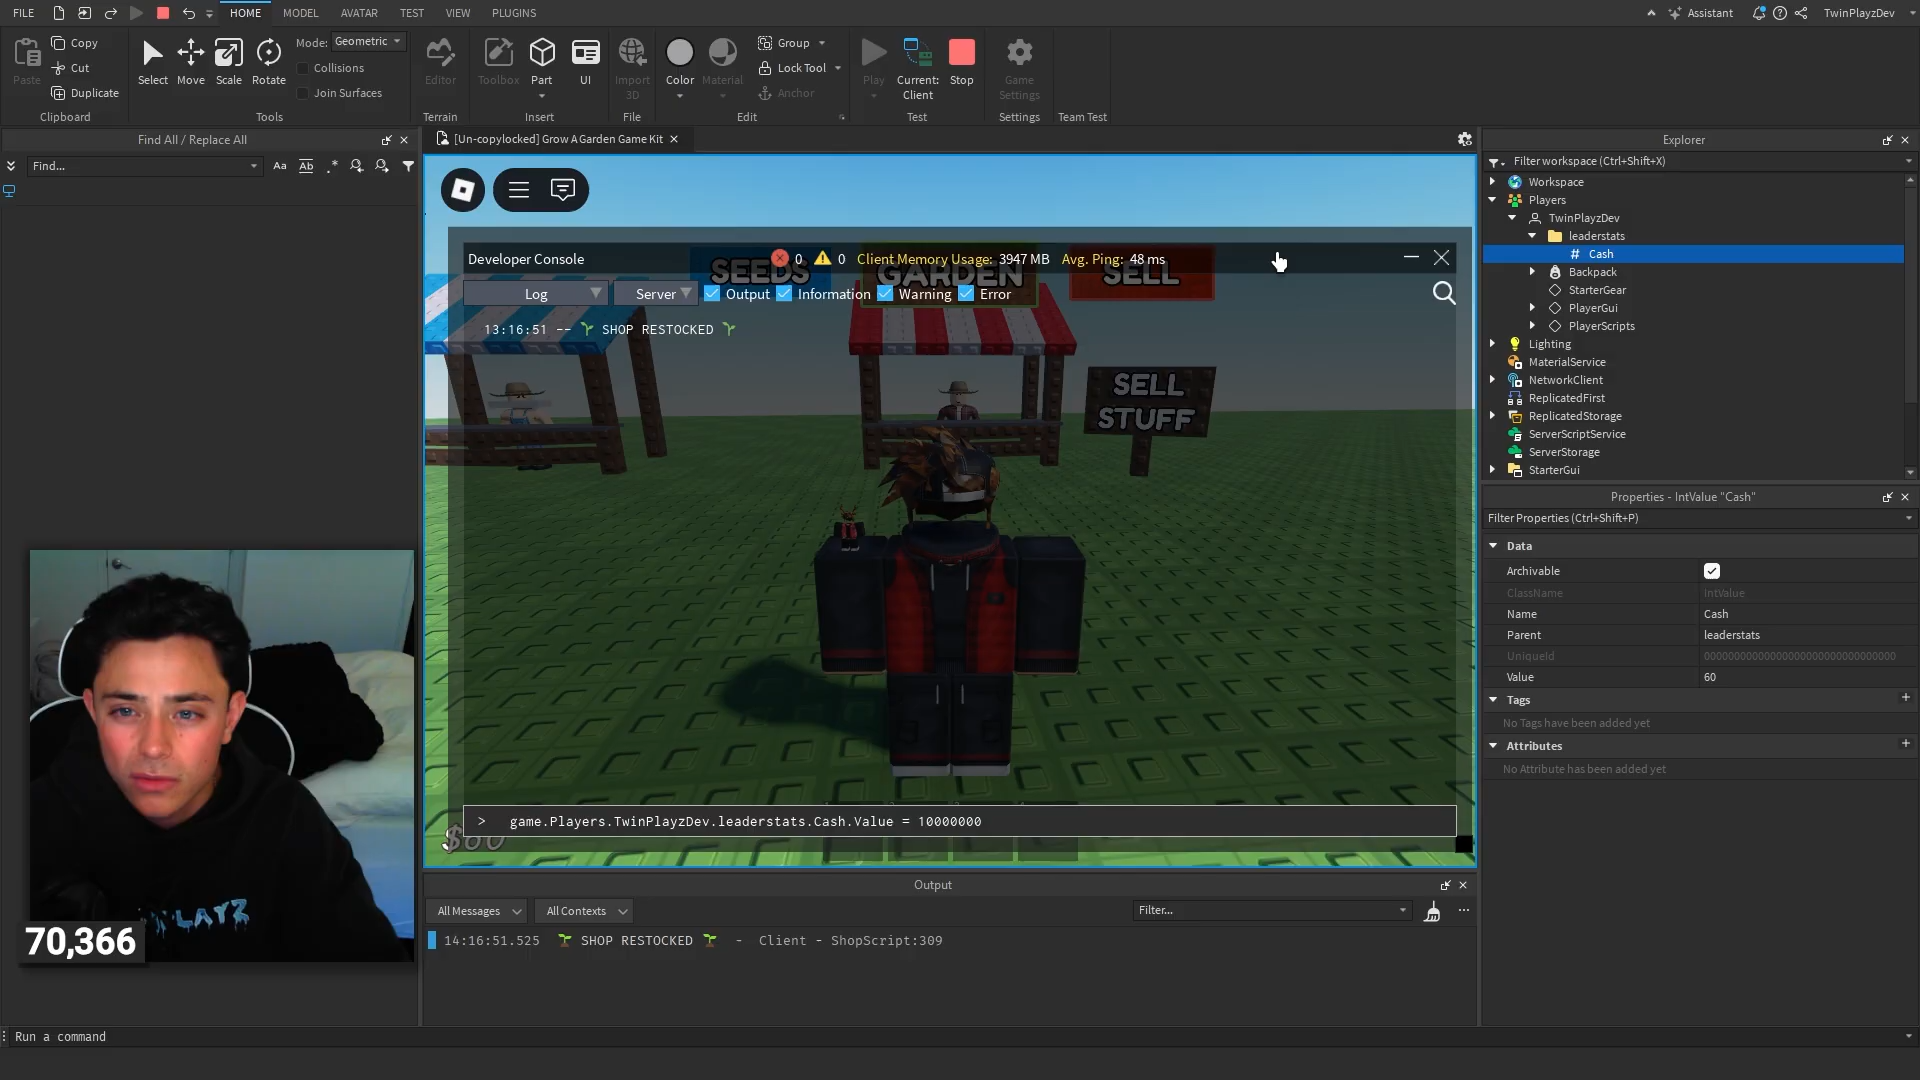 FILE HOME MODEL AVATAR TEST VIEW PLUGINS Assistant TwinPlayzDev
Paste Copy Cut Duplicate Clipboard
Select Move Scale Rotate Mode: Geometric Collisions Join Surfaces Tools
Editor Terrain
Toolbox Part UI Insert
Import 3D File
Color Material Group Lock Tool Anchor Edit
Play Current: Client Stop Test
Game Settings Settings
Team Test
Find All / Replace All
Find...
Aa Ab .*
[Un-copylocked] Grow A Garden Game Kit
SEEDS GARDEN SELL
Developer Console 0 0 Client Memory Usage: 3947 MB Avg. Ping: 48 ms
Log Server Output Information Warning Error
13:16:51 -- SHOP RESTOCKED
SELL
STUFF
> game.Players.TwinPlayzDev.leaderstats.Cash.Value = 10000000
$60
Output
All Messages All Contexts Filter...
14:16:51.525 SHOP RESTOCKED - Client - ShopScript:309
Explorer
Filter workspace (Ctrl+Shift+X)
Workspace
Players
TwinPlayzDev
leaderstats
# Cash
Backpack
StarterGear
PlayerGui
PlayerScripts
Lighting
MaterialService
NetworkClient
ReplicatedFirst
ReplicatedStorage
ServerScriptService
ServerStorage
StarterGui
Properties - IntValue "Cash"
Filter Properties (Ctrl+Shift+P)
Data
Archivable
ClassName IntValue
Name Cash
Parent leaderstats
UniqueId 00000000000000000000000000000000
Value 60
Tags +
No Tags have been added yet
Attributes +
No Attribute has been added yet
70,366
Run a command